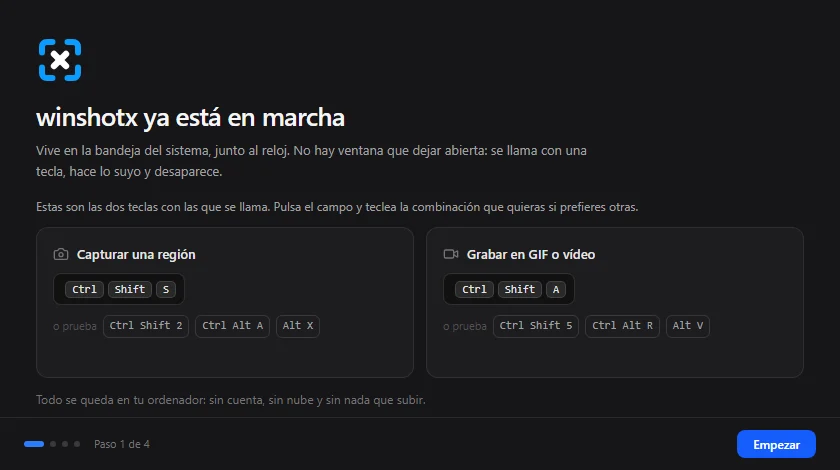 winshotx ya está en marcha
Vive en la bandeja del sistema, junto al reloj. No hay ventana que dejar abierta: se llama con una
tecla, hace lo suyo y desaparece.
Estas son las dos teclas con las que se llama. Pulsa el campo y teclea la combinación que quieras si prefieres otras.
Capturar una región
Ctrl Shift S
o prueba Ctrl Shift 2 Ctrl Alt A Alt X
Grabar en GIF o vídeo
Ctrl Shift A
o prueba Ctrl Shift 5 Ctrl Alt R Alt V
Todo se queda en tu ordenador: sin cuenta, sin nube y sin nada que subir.
Paso 1 de 4
Empezar